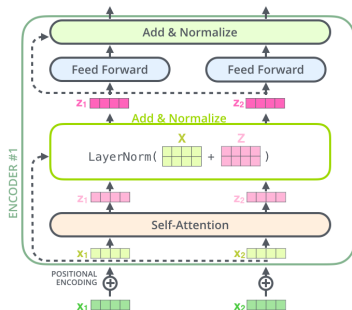 Add & Normalize
Feed Forward
Feed Forward
z₁
z₂
Add & Normalize
X
Z
LayerNorm( + )
z₁
z₂
Self-Attention
x₁
x₂
POSITIONAL
ENCODING
x₁
x₂
ENCODER #1